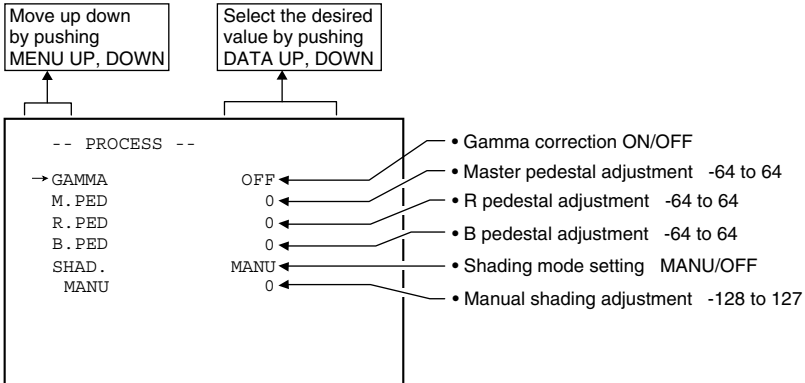 Move up down
by pushing
MENU UP, DOWN
Select the desired
value by pushing
DATA UP, DOWN
-- PROCESS --
→GAMMA OFF
M.PED 0
R.PED 0
B.PED 0
SHAD. MANU
MANU 0
• Gamma correction ON/OFF
• Master pedestal adjustment -64 to 64
• R pedestal adjustment -64 to 64
• B pedestal adjustment -64 to 64
• Shading mode setting MANU/OFF
• Manual shading adjustment -128 to 127